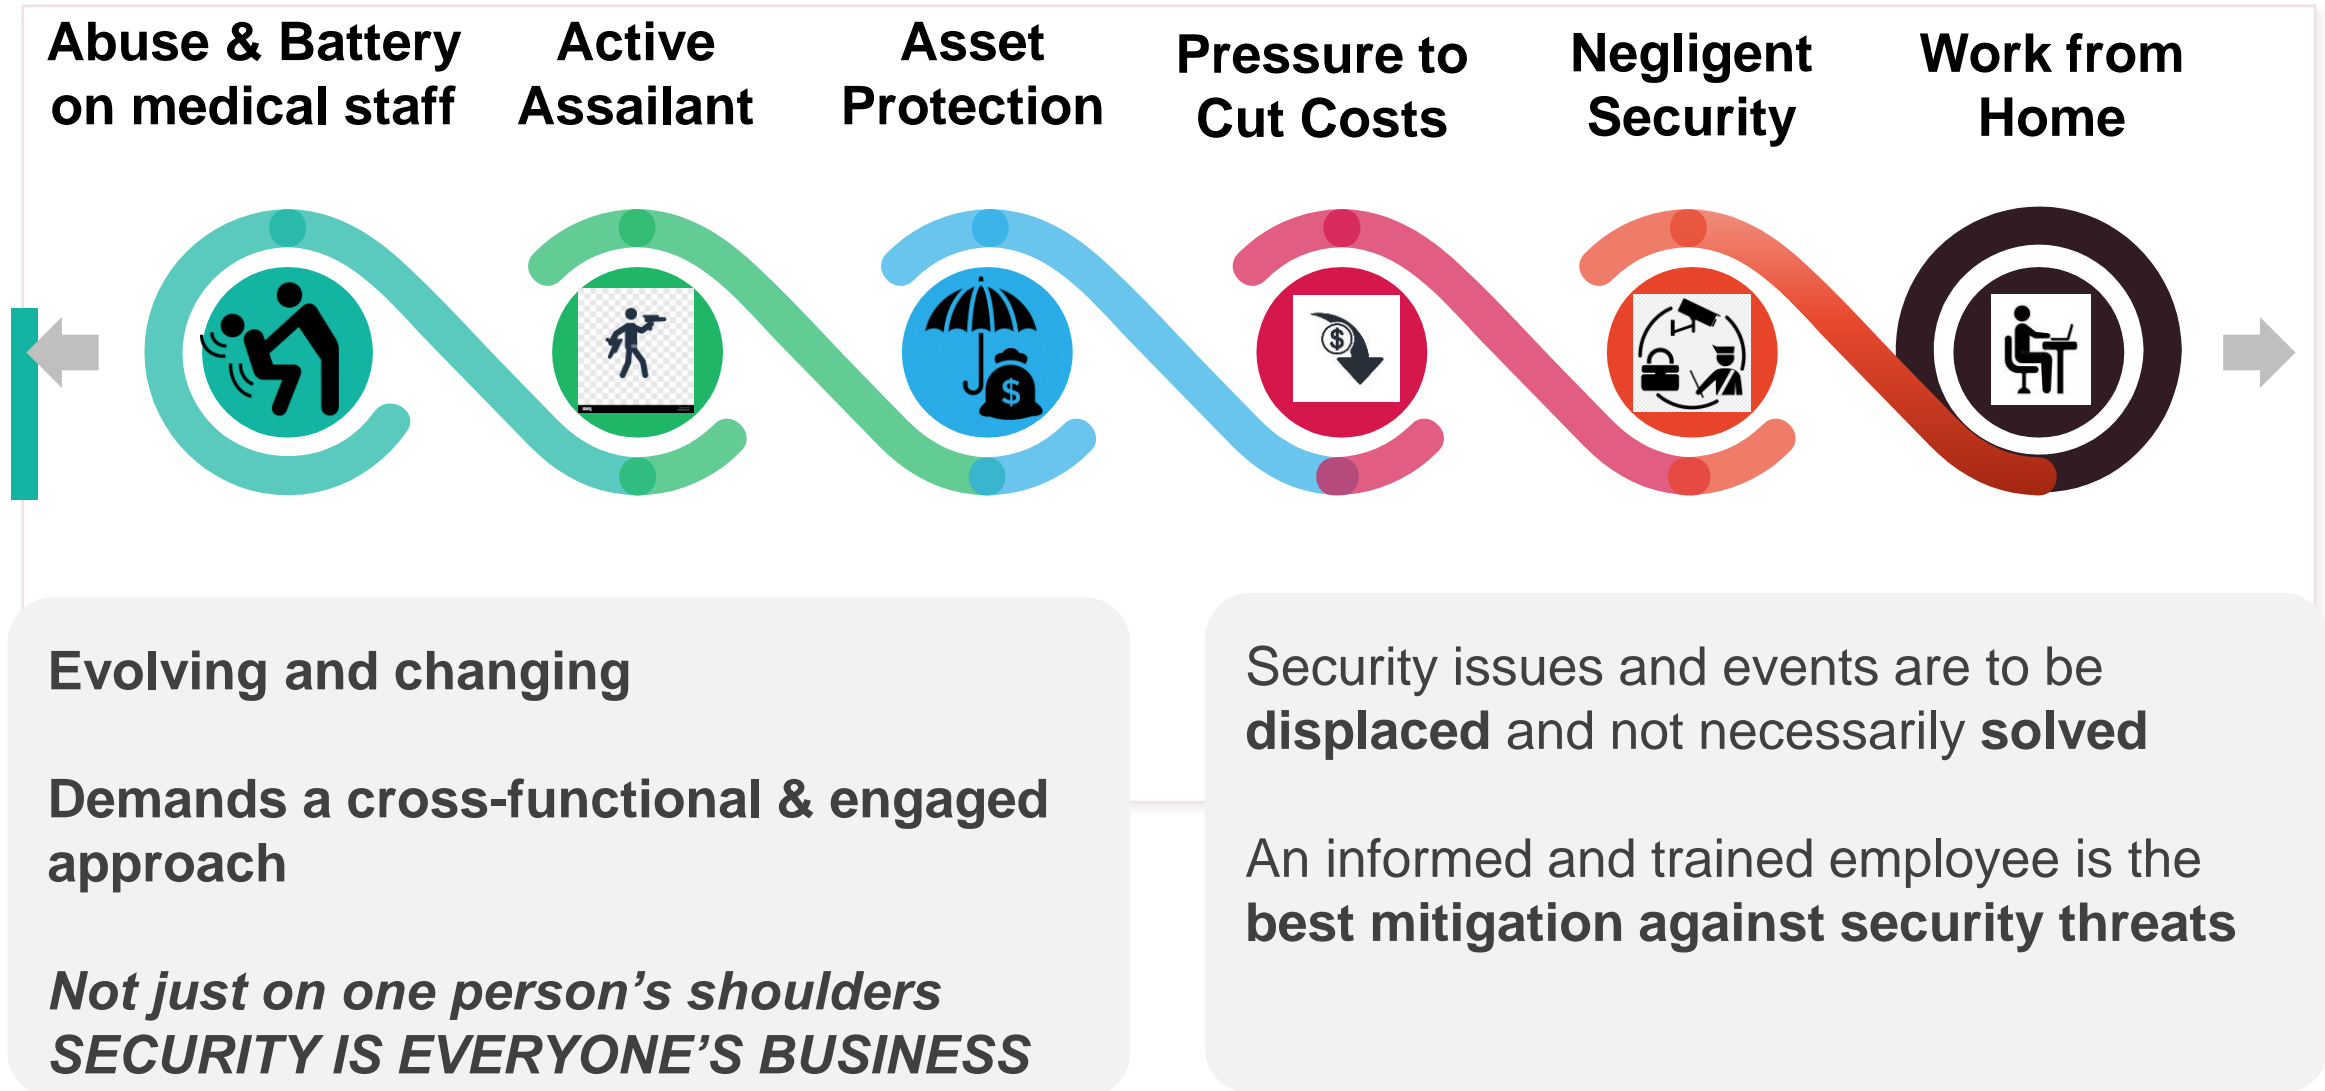 Abuse & Battery
on medical staff
Active
Assailant
Asset
Protection
Pressure to
Cut Costs
Negligent
Security
Work from
Home
$
$
Evolving and changing
Demands a cross-functional & engaged
approach
Not just on one person’s shoulders
SECURITY IS EVERYONE’S BUSINESS
Security issues and events are to be
displaced and not necessarily solved
An informed and trained employee is the
best mitigation against security threats